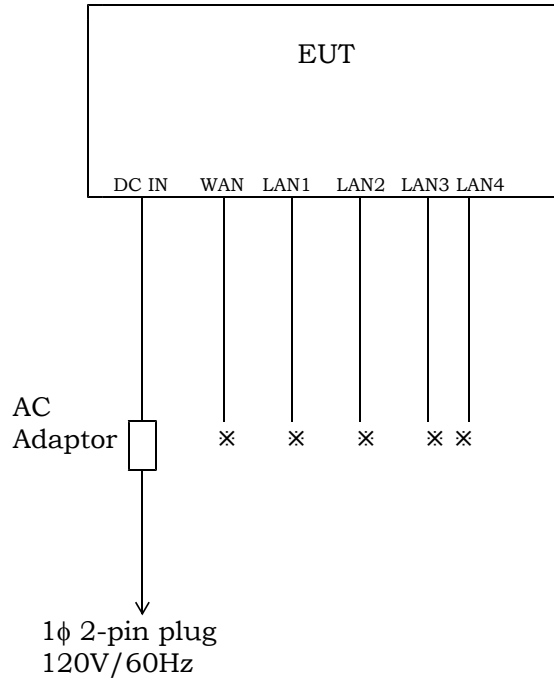 EUT
DC IN WAN LAN1 LAN2 LAN3 LAN4
AC
Adaptor
※ ※ ※ ※ ※
1ϕ 2-pin plug
120V/60Hz